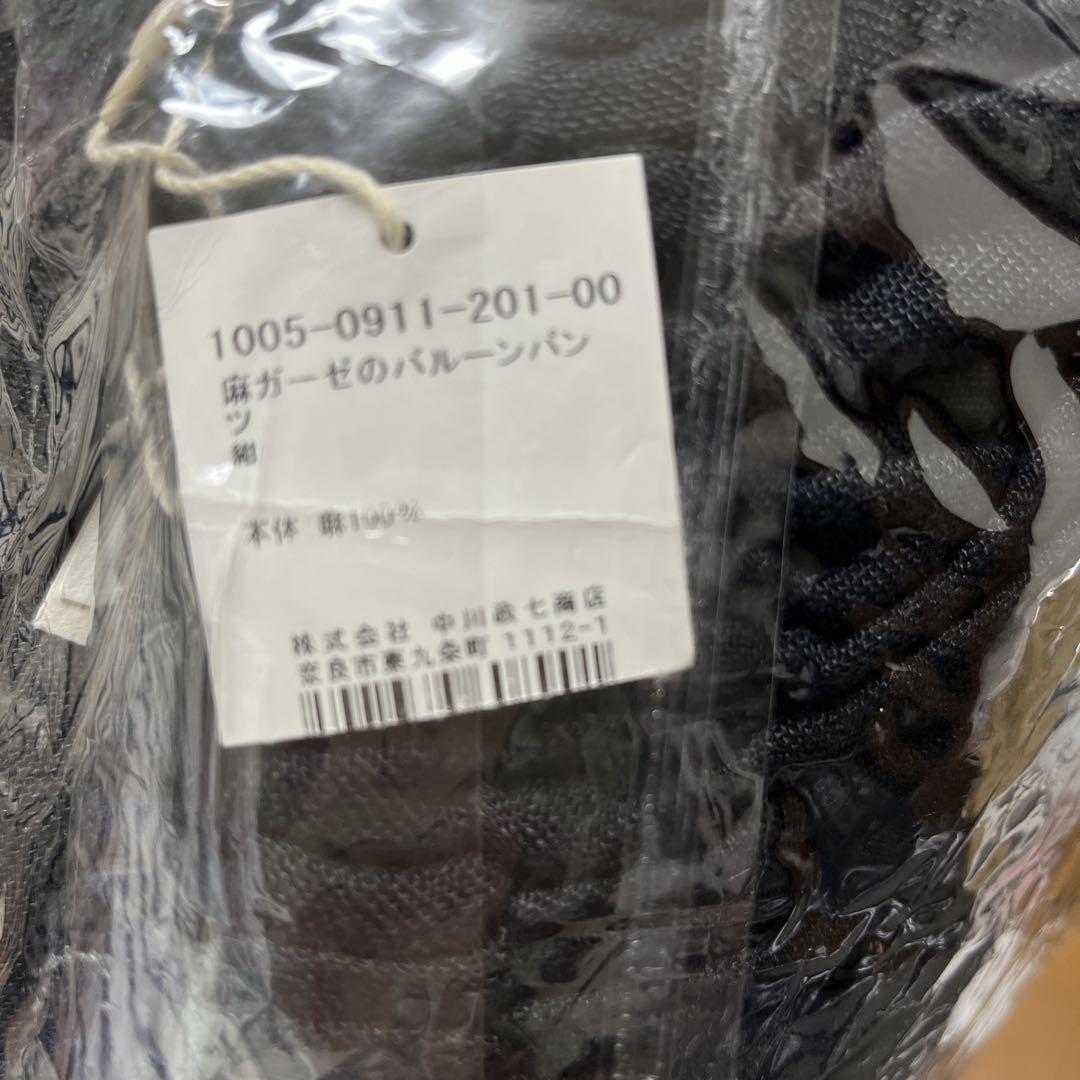 1005-0911-201-00
麻ガーゼのバルーンパン
ツ
紺
本体 麻100%
株式会社 中川政七商店
奈良市東九条町 1112-1